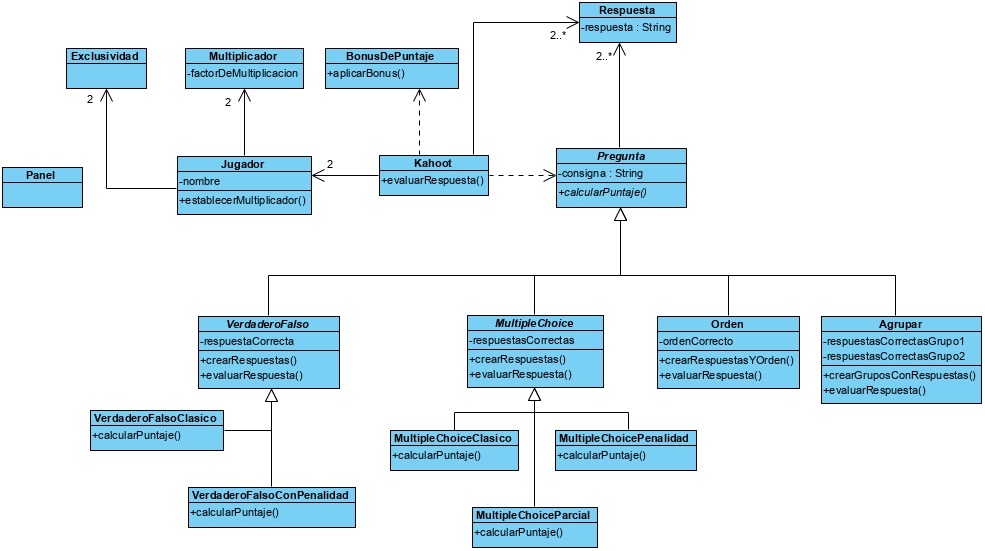 Respuesta
-respuesta : String
2..*
2..*
Exclusividad
2
Multiplicador
-factorDeMultiplicacion
2
BonusDePuntaje
+aplicarBonus()
Panel
Jugador
-nombre
+establecerMultiplicador()
2
Kahoot
+evaluarRespuesta()
Pregunta
-consigna : String
+calcularPuntaje()
VerdaderoFalso
-respuestaCorrecta
+crearRespuestas()
+evaluarRespuesta()
MultipleChoice
-respuestasCorrectas
+crearRespuestas()
+evaluarRespuesta()
Orden
-ordenCorrecto
+crearRespuestasYOrden()
+evaluarRespuesta()
Agrupar
-respuestasCorrectasGrupo1
-respuestasCorrectasGrupo2
+crearGruposConRespuestas()
+evaluarRespuesta()
VerdaderoFalsoClasico
+calcularPuntaje()
MultipleChoiceClasico
+calcularPuntaje()
MultipleChoicePenalidad
+calcularPuntaje()
VerdaderoFalsoConPenalidad
+calcularPuntaje()
MultipleChoiceParcial
+calcularPuntaje()